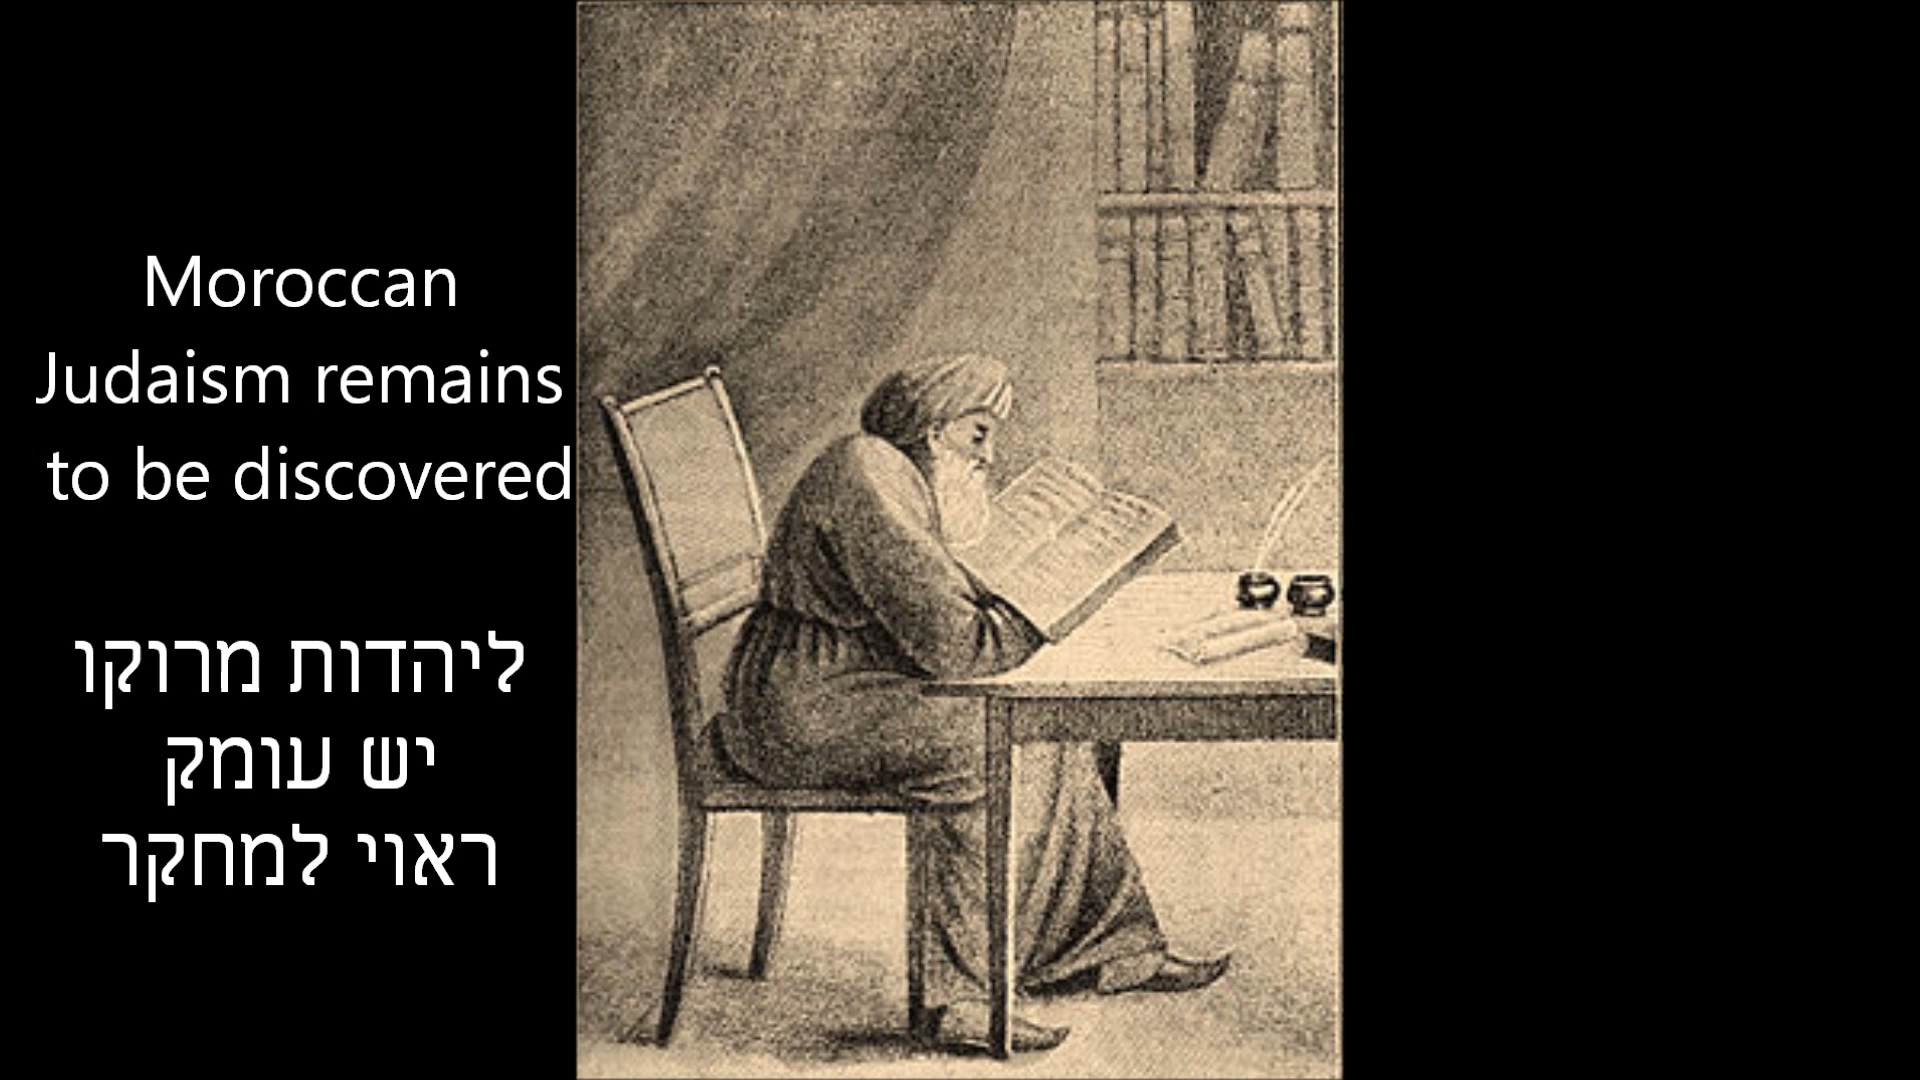 Moroccan
Judaism remains
to be discovered
ליהדות מרוקו
יש עומק
ראוי למחקר